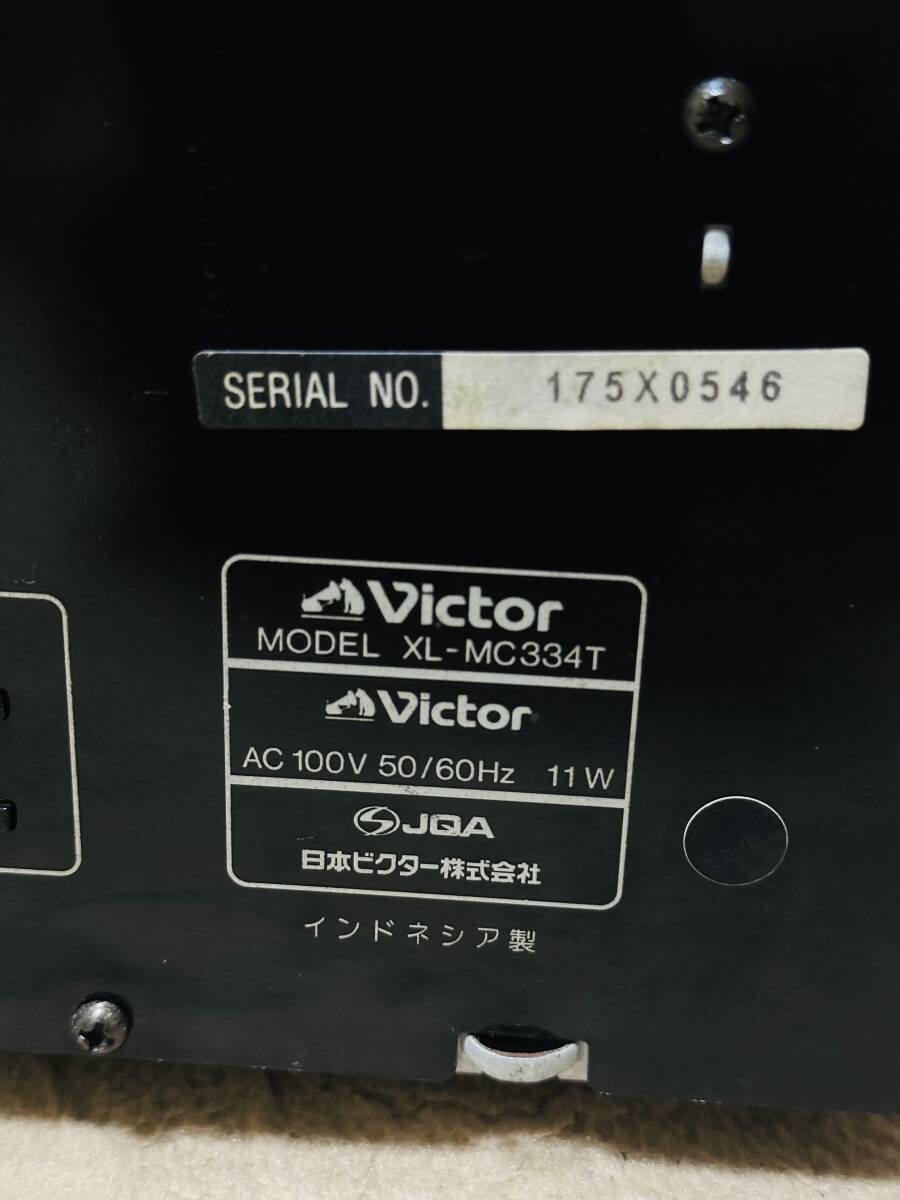 SERIAL NO. 175X0546
Victor
MODEL XL-MC334T
Victor
AC 100V 50/60Hz 11W
JQA
日本ビクター株式会社
インドネシア製